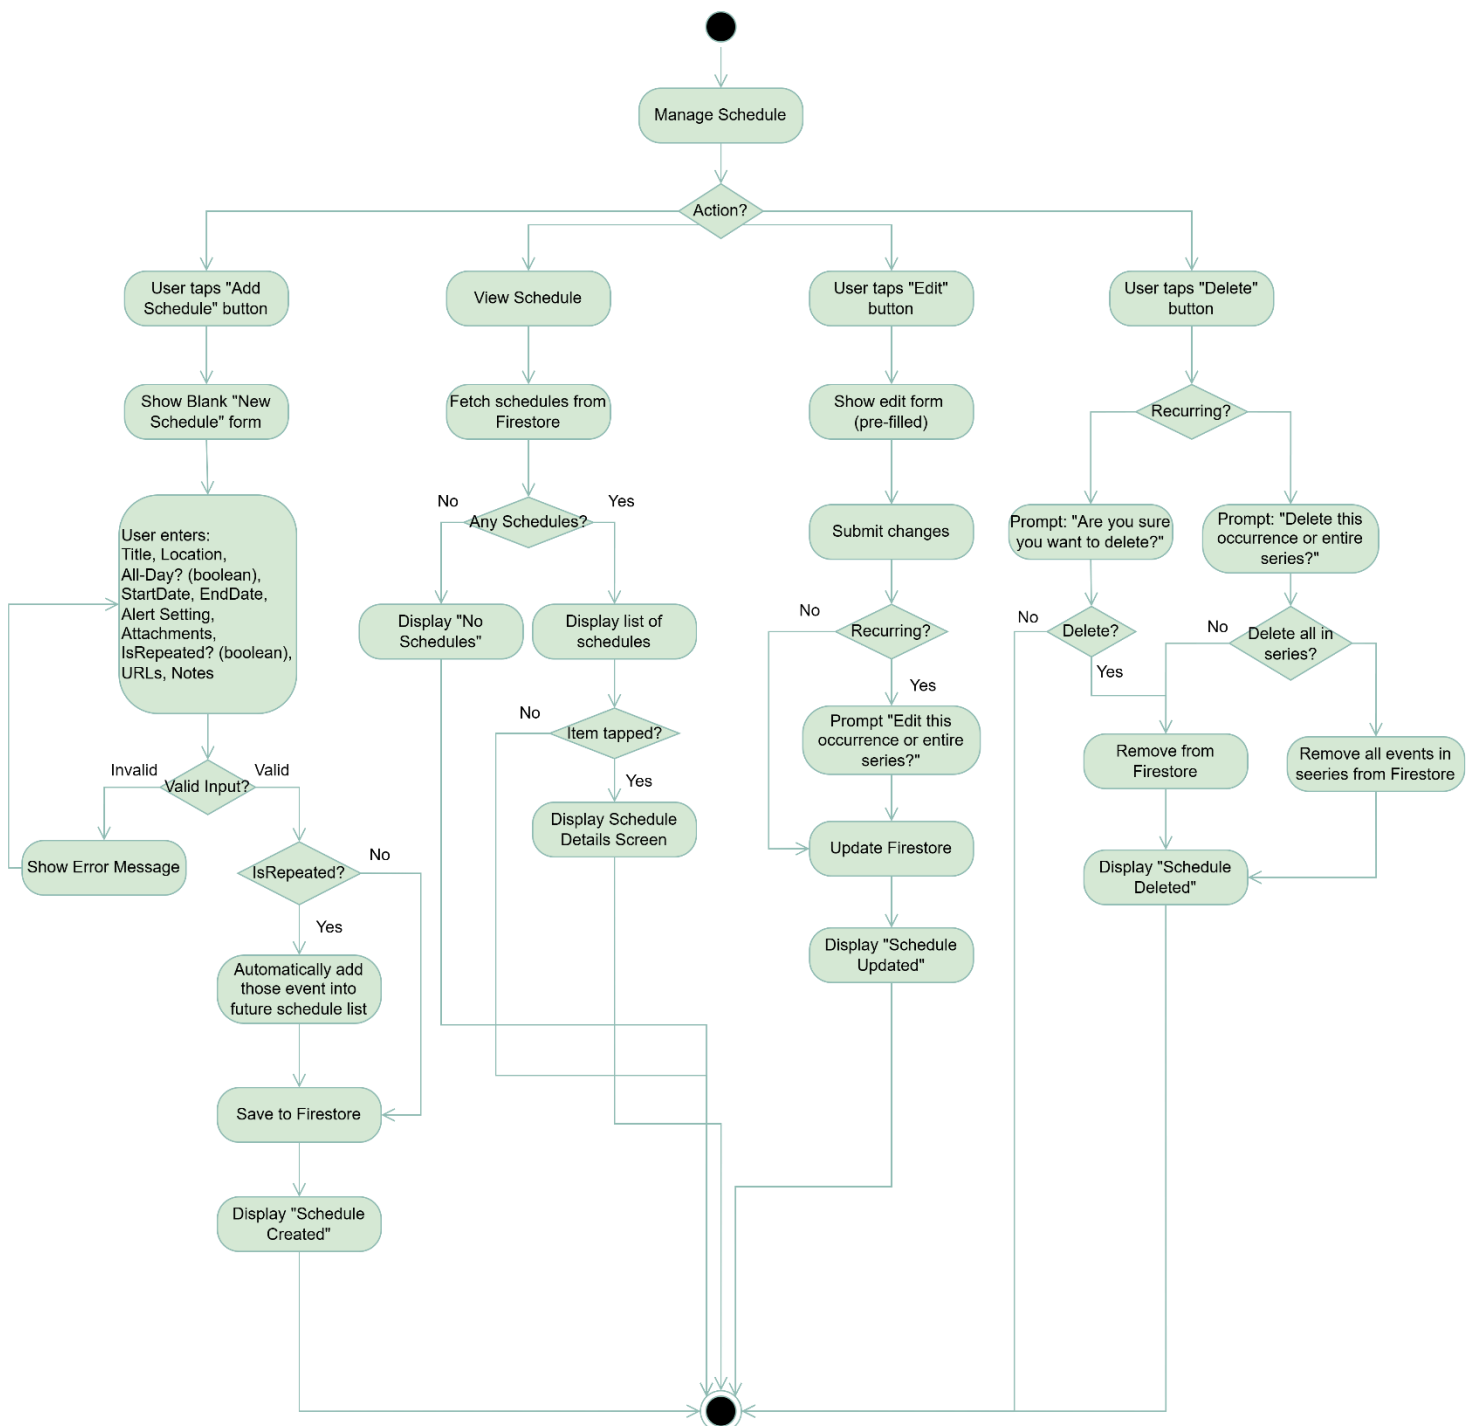 Manage Schedule
Action?
User taps "Add
Schedule" button
View Schedule
User taps "Edit"
button
User taps "Delete"
button
Show Blank "New
Schedule" form
Fetch schedules from
Firestore
Show edit form
(pre-filled)
Recurring?
User enters:
Title, Location,
All-Day? (boolean),
StartDate, EndDate,
Alert Setting,
Attachments,
IsRepeated? (boolean),
URLs, Notes
No
Yes
Any Schedules?
Submit changes
Prompt: "Are you sure
you want to delete?"
Prompt: "Delete this
occurrence or entire
series?"
Display "No
Schedules"
Display list of
schedules
No
Recurring?
Yes
No
Delete?
Yes
No
Delete all in
series?
No
Item tapped?
Yes
Prompt "Edit this
occurrence or entire
series?"
Remove from
Firestore
Remove all events in
seeries from Firestore
Invalid
Valid
Valid Input?
Display Schedule
Details Screen
Update Firestore
Show Error Message
IsRepeated?
No
Yes
Display "Schedule
Deleted"
Automatically add
those event into
future schedule list
Display "Schedule
Updated"
Save to Firestore
Display "Schedule
Created"